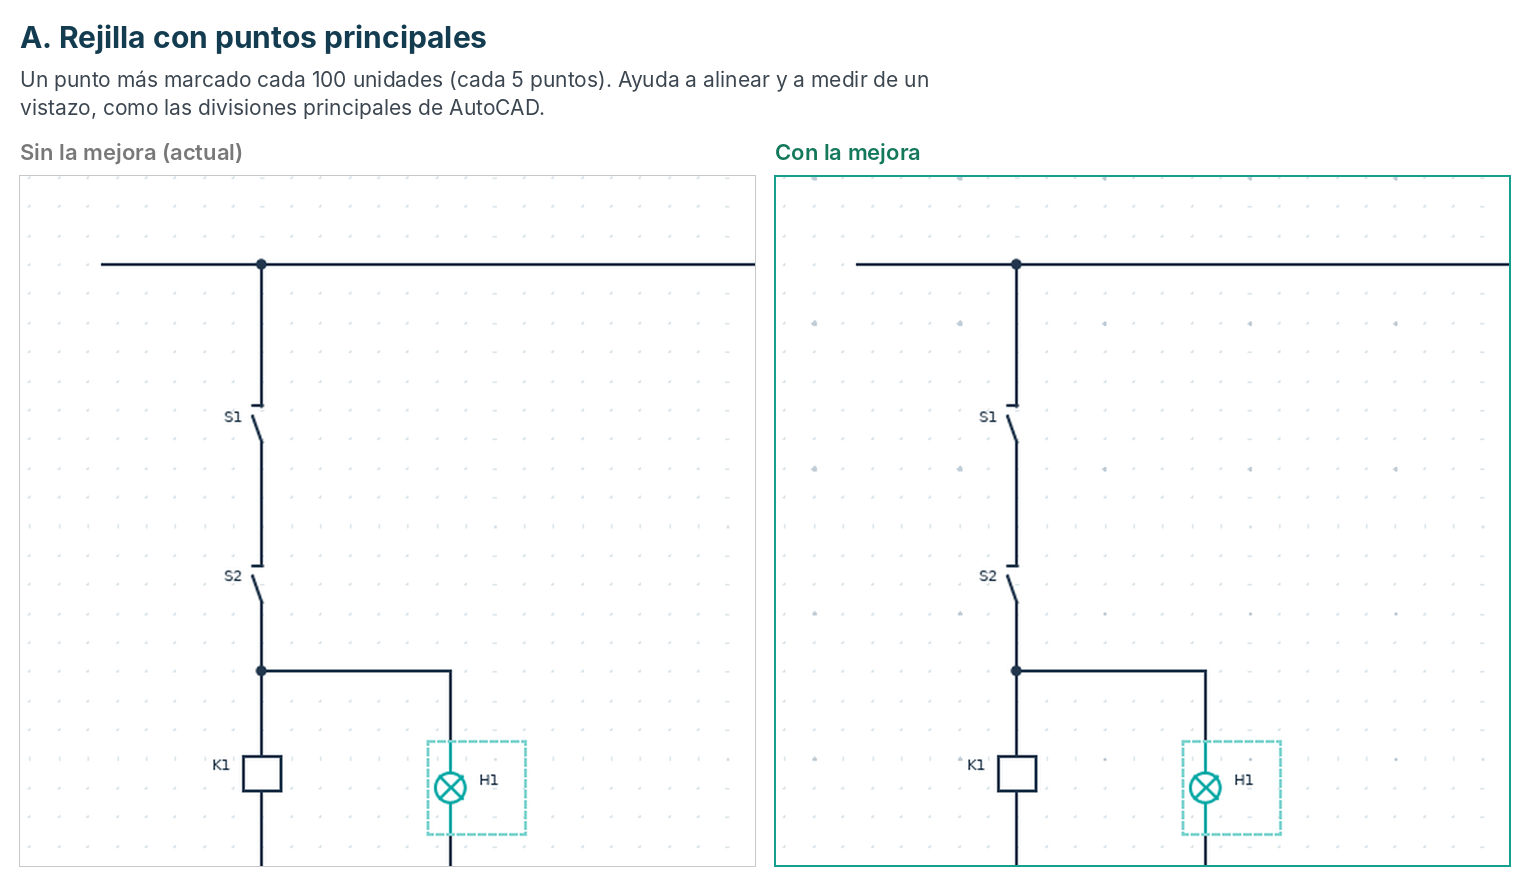 A. Rejilla con puntos principales
Un punto más marcado cada 100 unidades (cada 5 puntos). Ayuda a alinear y a medir de un
vistazo, como las divisiones principales de AutoCAD.
Sin la mejora (actual)
S1
S2
K1
H1
Con la mejora
S1
S2
K1
H1